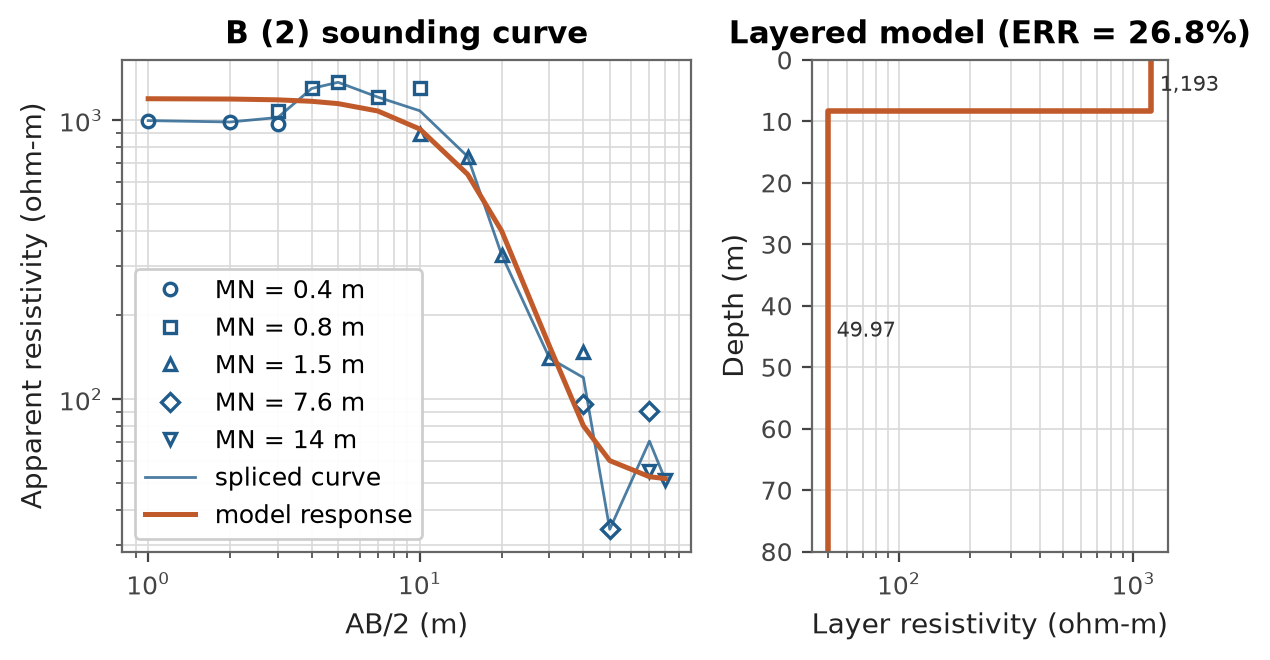 B (2) sounding curve
Apparent resistivity (ohm-m)
10³
10²
MN = 0.4 m
MN = 0.8 m
MN = 1.5 m
MN = 7.6 m
MN = 14 m
spliced curve
model response
10⁰
10¹
AB/2 (m)
Layered model (ERR = 26.8%)
Depth (m)
0
10
20
30
40
50
60
70
80
1,193
49.97
10²
10³
Layer resistivity (ohm-m)